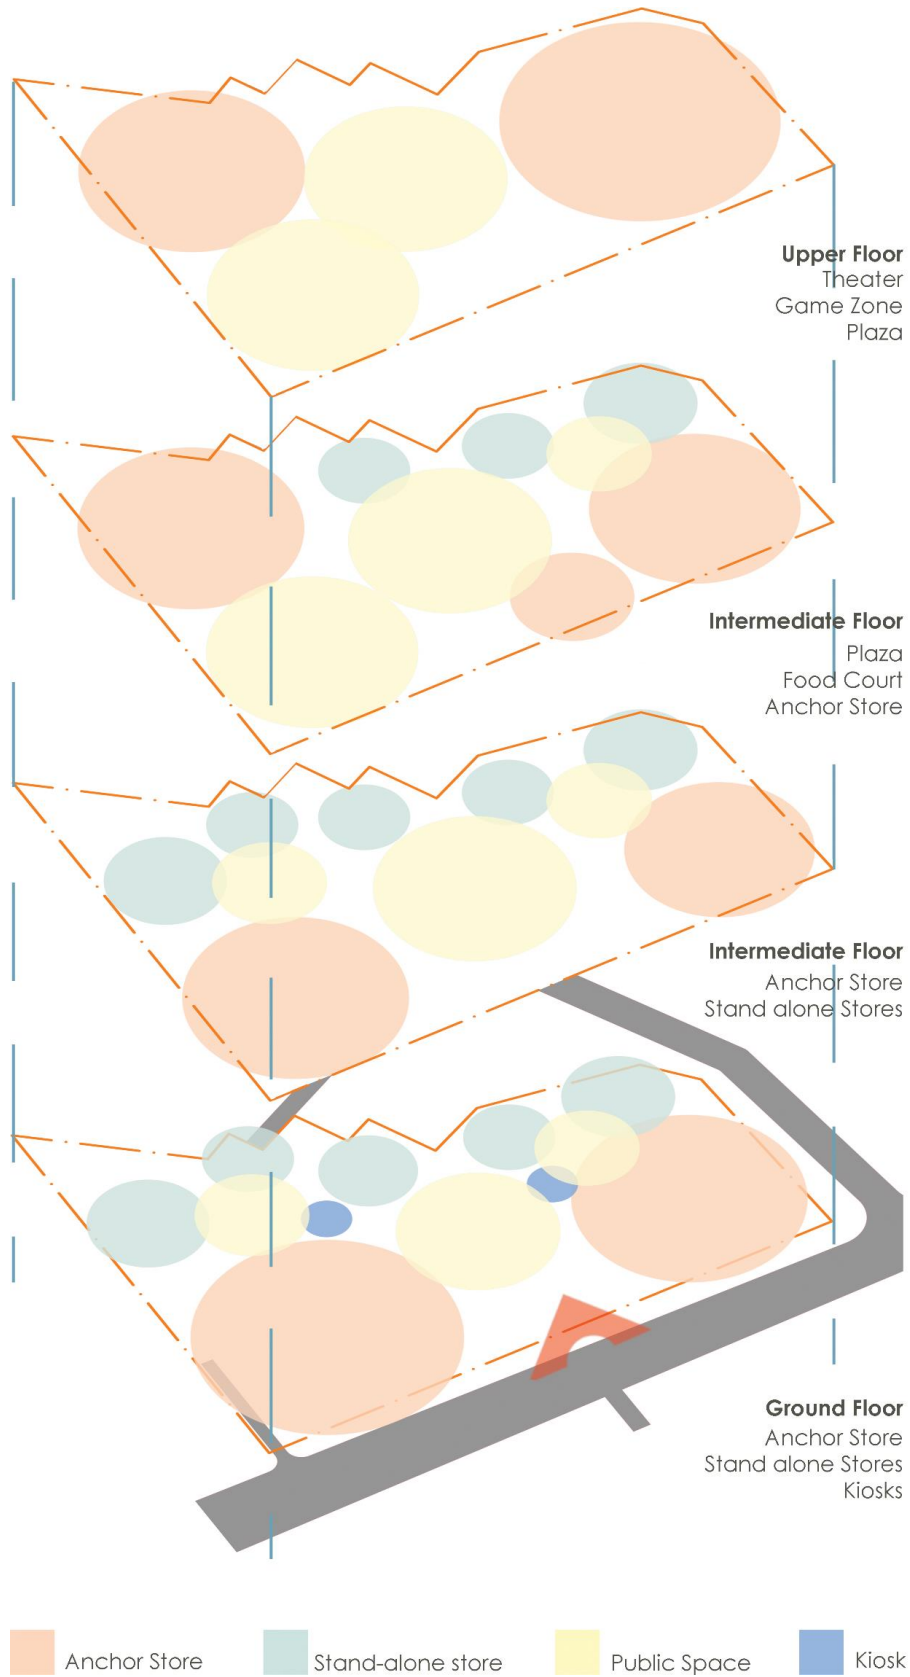 Upper Floor
Theater
Game Zone
Plaza
Intermediate Floor
Plaza
Food Court
Anchor Store
Intermediate Floor
Anchor Store
Stand alone Stores
Ground Floor
Anchor Store
Stand alone Stores
Kiosks
Anchor Store
Stand-alone store
Public Space
Kiosk